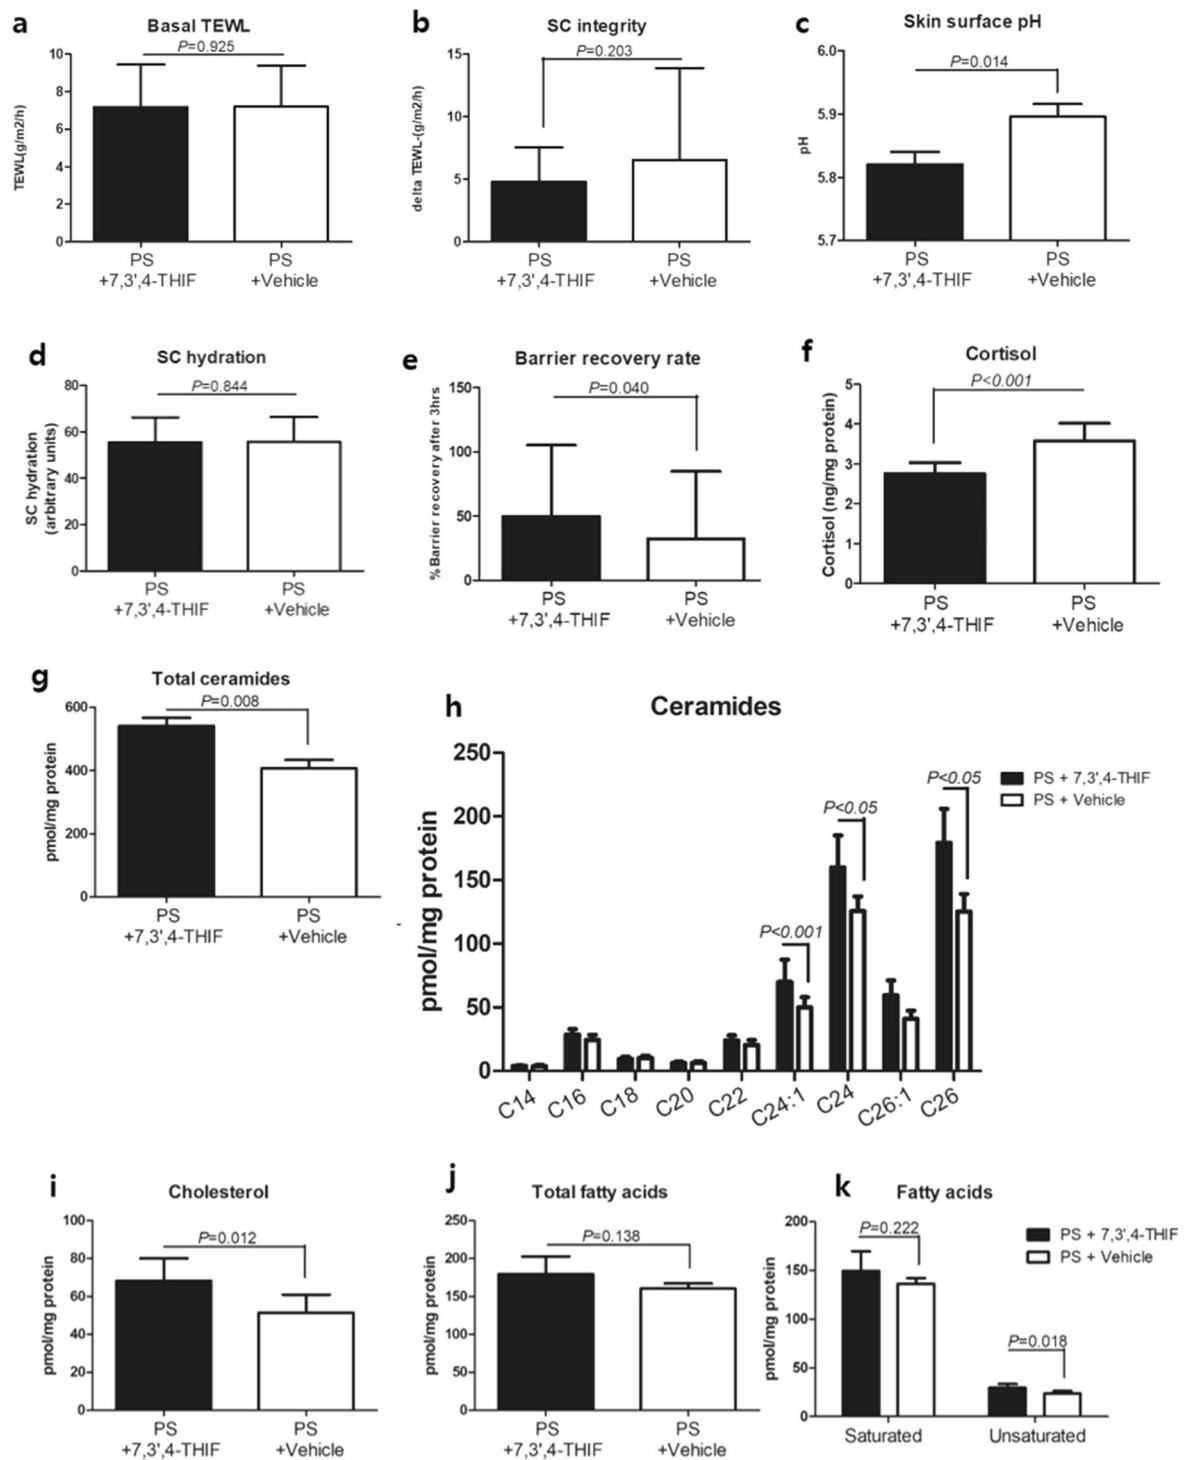 a
Basal TEWL
P=0.925
TEWL(g/m2/h)
10
8
6
4
2
0
PS
+7,3',4-THIF
PS
+Vehicle
b
SC integrity
P=0.203
delta TEWL-(g/m2/h)
15
10
5
0
PS
+7,3',4-THIF
PS
+Vehicle
c
Skin surface pH
P=0.014
pH
6.0
5.9
5.8
5.7
PS
+7,3',4-THIF
PS
+Vehicle
d
SC hydration
P=0.844
SC hydration
(arbitrary units)
80
60
40
20
0
PS
+7,3',4-THIF
PS
+Vehicle
e
Barrier recovery rate
P=0.040
%Barrier recovery after 3hrs
150
100
50
0
PS
+7,3',4-THIF
PS
+Vehicle
f
Cortisol
P<0.001
Cortisol (ng/mg protein)
5
4
3
2
1
0
PS
+7,3',4-THIF
PS
+Vehicle
g
Total ceramides
P=0.008
pmol/mg protein
600
400
200
0
PS
+7,3',4-THIF
PS
+Vehicle
h
Ceramides
pmol/mg protein
250
200
150
100
50
0
P<0.001
P<0.05
P<0.05
PS + 7,3',4-THIF
PS + Vehicle
C14
C16
C18
C20
C22
C24:1
C24
C26:1
C26
i
Cholesterol
P=0.012
pmol/mg protein
100
80
60
40
20
0
PS
+7,3',4-THIF
PS
+Vehicle
j
Total fatty acids
P=0.138
pmol/mg protein
250
200
150
100
50
0
PS
+7,3',4-THIF
PS
+Vehicle
k
Fatty acids
P=0.222
P=0.018
pmol/mg protein
200
150
100
50
0
PS + 7,3',4-THIF
PS + Vehicle
Saturated
Unsaturated